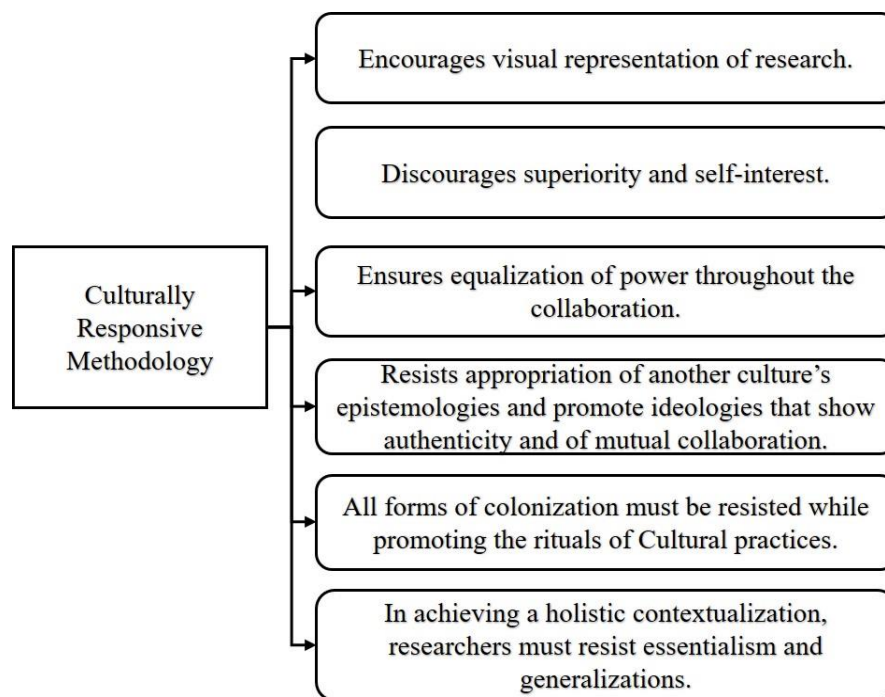 Encourages visual representation of research.
Discourages superiority and self-interest.
Culturally
Responsive
Methodology
Ensures equalization of power throughout the
collaboration.
Resists appropriation of another culture’s
epistemologies and promote ideologies that show
authenticity and of mutual collaboration.
All forms of colonization must be resisted while
promoting the rituals of Cultural practices.
In achieving a holistic contextualization,
researchers must resist essentialism and
generalizations.